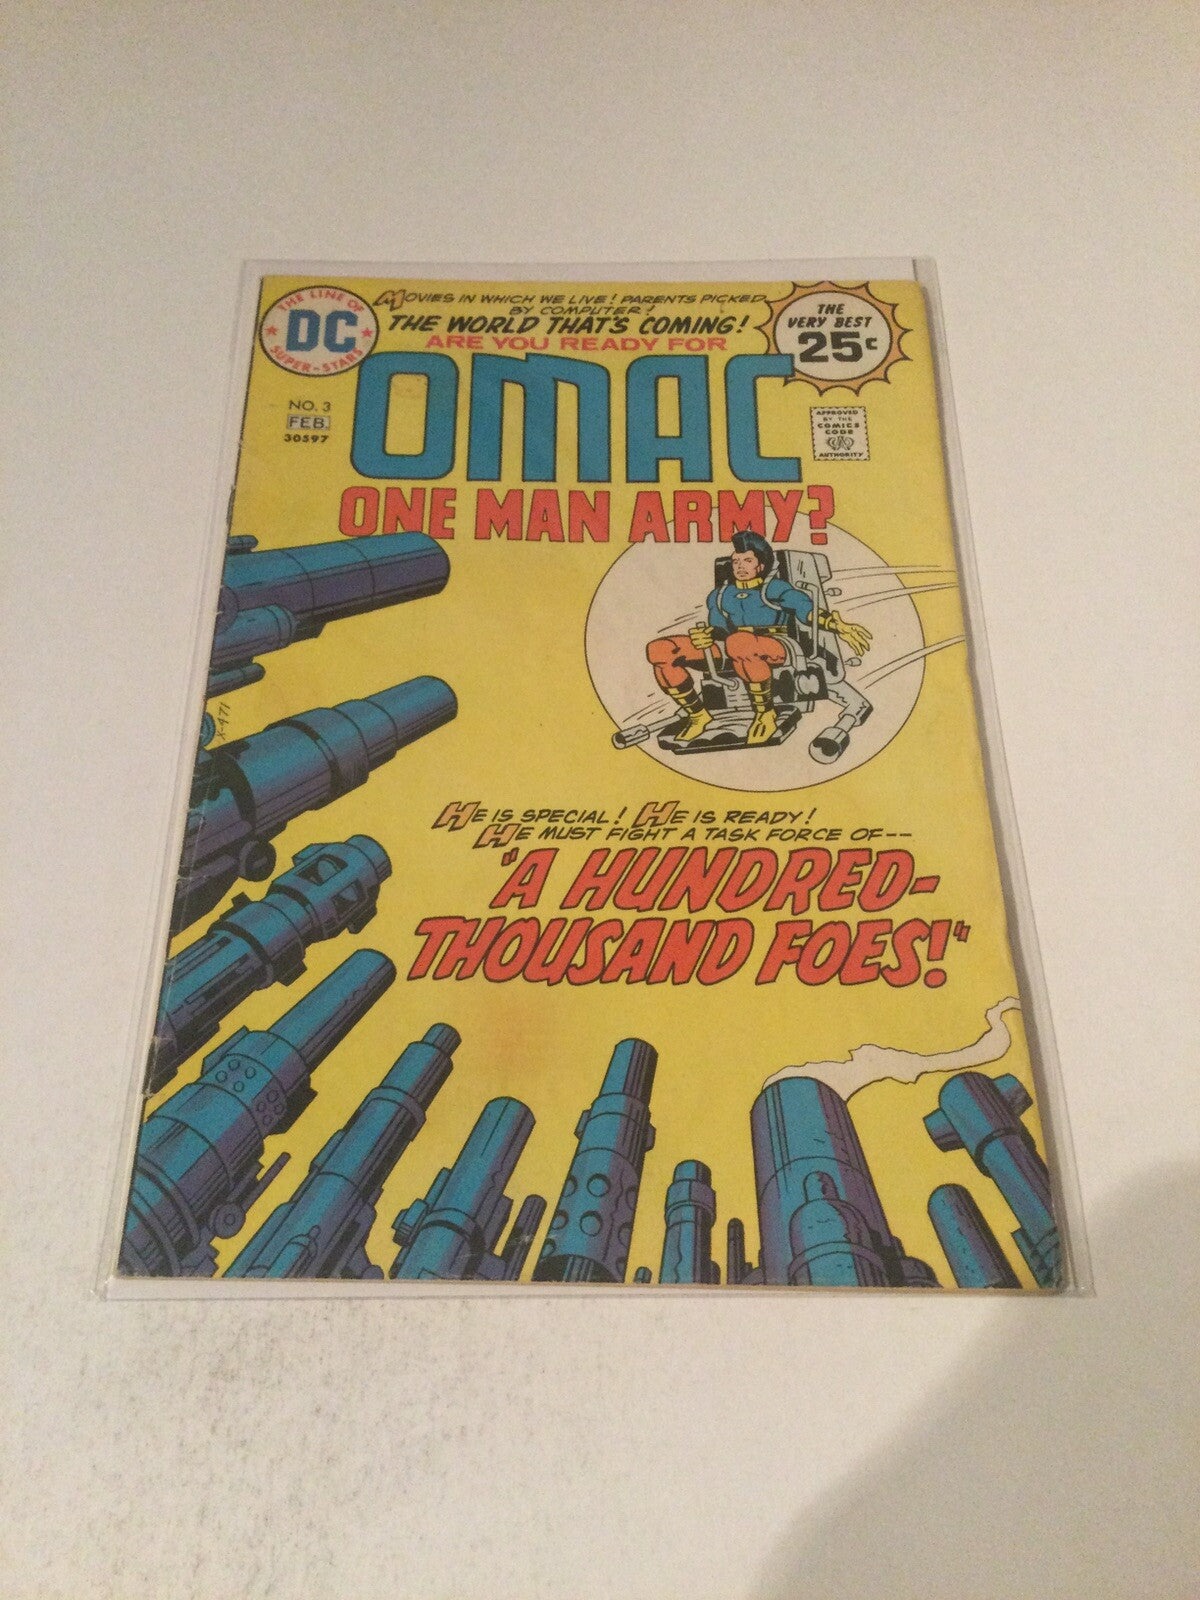 THE LINE OF
DC
SUPER-STARS
MOVIES IN WHICH WE LIVE! PARENTS PICKED
BY COMPUTER?
THE WORLD THAT'S COMING!
ARE YOU READY FOR
THE
VERY BEST
25¢
OMAC
NO. 3
FEB.
30597
APPROVED
BY THE
COMICS
CODE
CA
AUTHORITY
ONE MAN ARMY?
X-471
HE IS SPECIAL! HE IS READY!
HE MUST FIGHT A TASK FORCE OF--
"A HUNDRED-
THOUSAND FOES!"